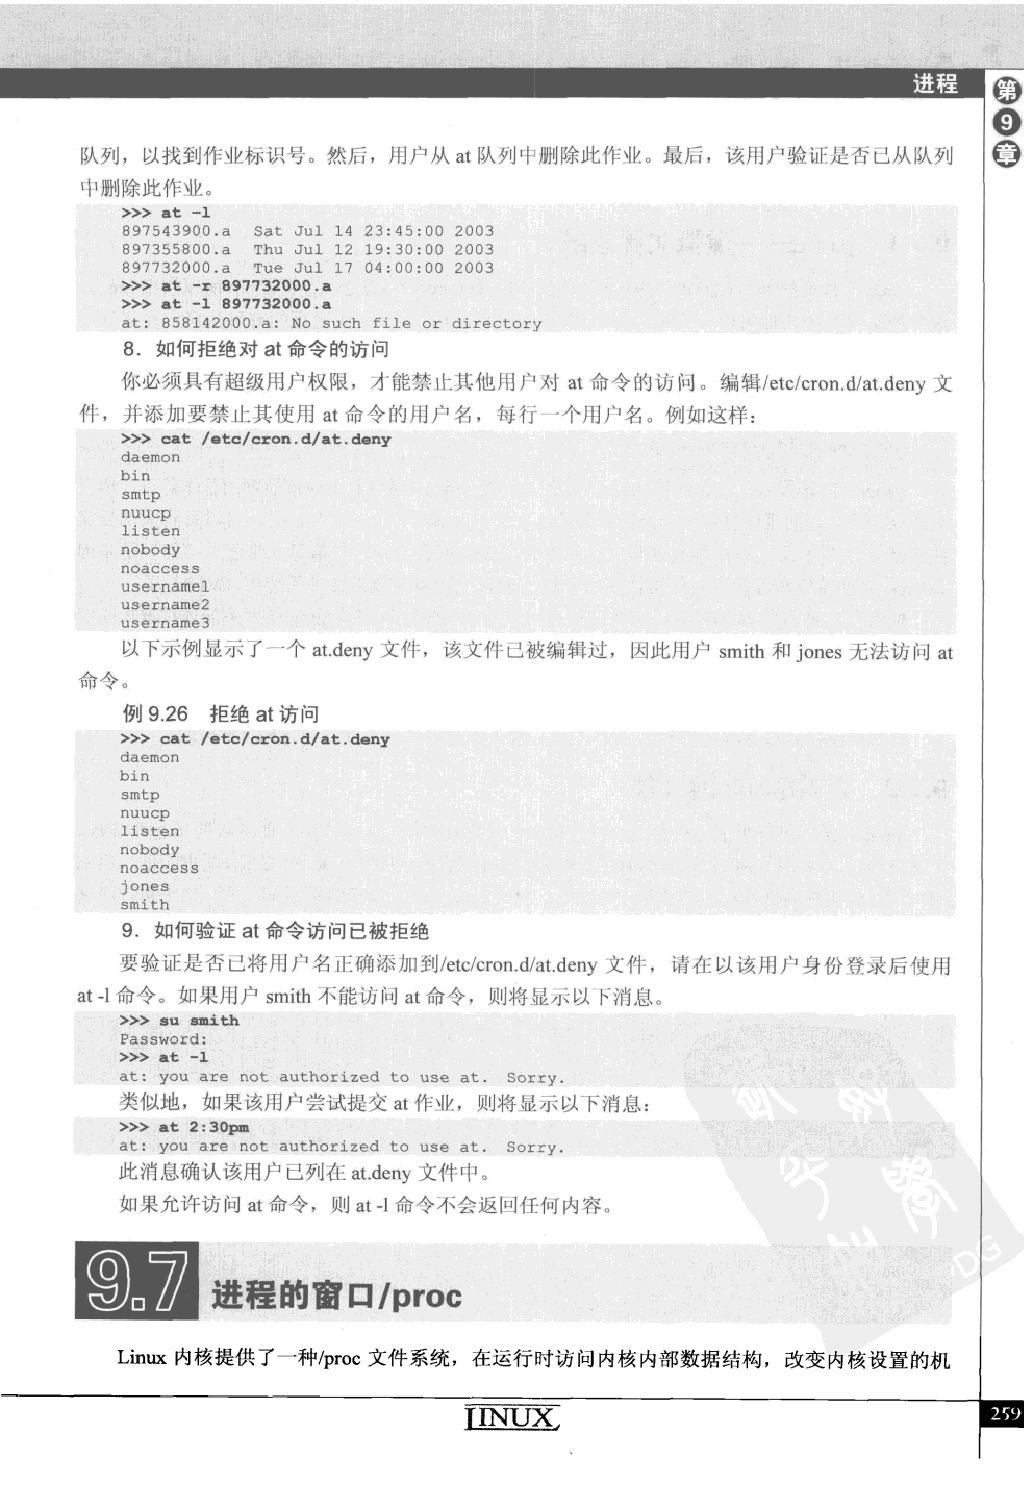 进程
第
9
章
队列，以找到作业标识号。然后，用户从 at 队列中删除此作业。最后，该用户验证是否已从队列
中删除此作业。
>>> at -l
897543900.a  Sat Jul 14 23:45:00 2003
897355800.a  Thu Jul 12 19:30:00 2003
897732000.a  Tue Jul 17 04:00:00 2003
>>> at -r 897732000.a
>>> at -l 897732000.a
at: 858142000.a: No such file or directory
8．如何拒绝对 at 命令的访问
你必须具有超级用户权限，才能禁止其他用户对 at 命令的访问。编辑/etc/cron.d/at.deny 文
件，并添加要禁止其使用 at 命令的用户名，每行一个用户名。例如这样：
>>> cat /etc/cron.d/at.deny
daemon
bin
smtp
nuucp
listen
nobody
noaccess
username1
username2
username3
以下示例显示了一个 at.deny 文件，该文件已被编辑过，因此用户 smith 和 jones 无法访问 at
命令。
例 9.26　拒绝 at 访问
>>> cat /etc/cron.d/at.deny
daemon
bin
smtp
nuucp
listen
nobody
noaccess
jones
smith
9．如何验证 at 命令访问已被拒绝
要验证是否已将用户名正确添加到/etc/cron.d/at.deny 文件，请在以该用户身份登录后使用
at -l 命令。如果用户 smith 不能访问 at 命令，则将显示以下消息。
>>> su smith
Password:
>>> at -l
at: you are not authorized to use at.  Sorry.
类似地，如果该用户尝试提交 at 作业，则将显示以下消息：
>>> at 2:30pm
at: you are not authorized to use at.  Sorry.
此消息确认该用户已列在 at.deny 文件中。
如果允许访问 at 命令，则 at -l 命令不会返回任何内容。
9.7 进程的窗口/proc
Linux 内核提供了一种/proc 文件系统，在运行时访问内核内部数据结构，改变内核设置的机
LINUX
259